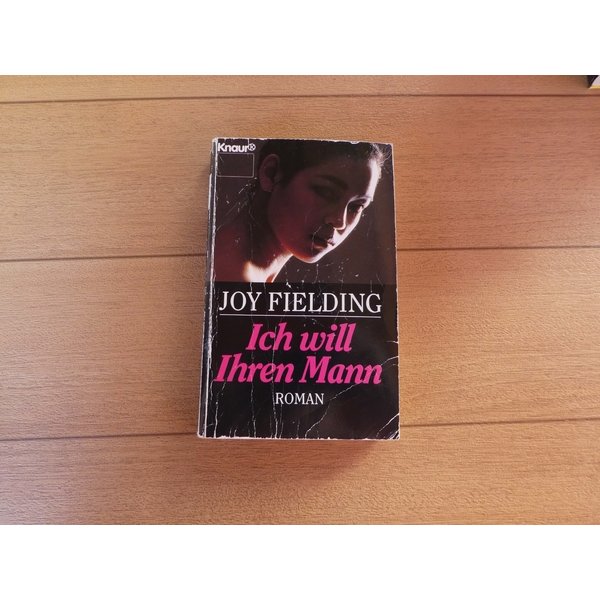 Knaur®
JOY FIELDING
Ich will
Ihren Mann
ROMAN